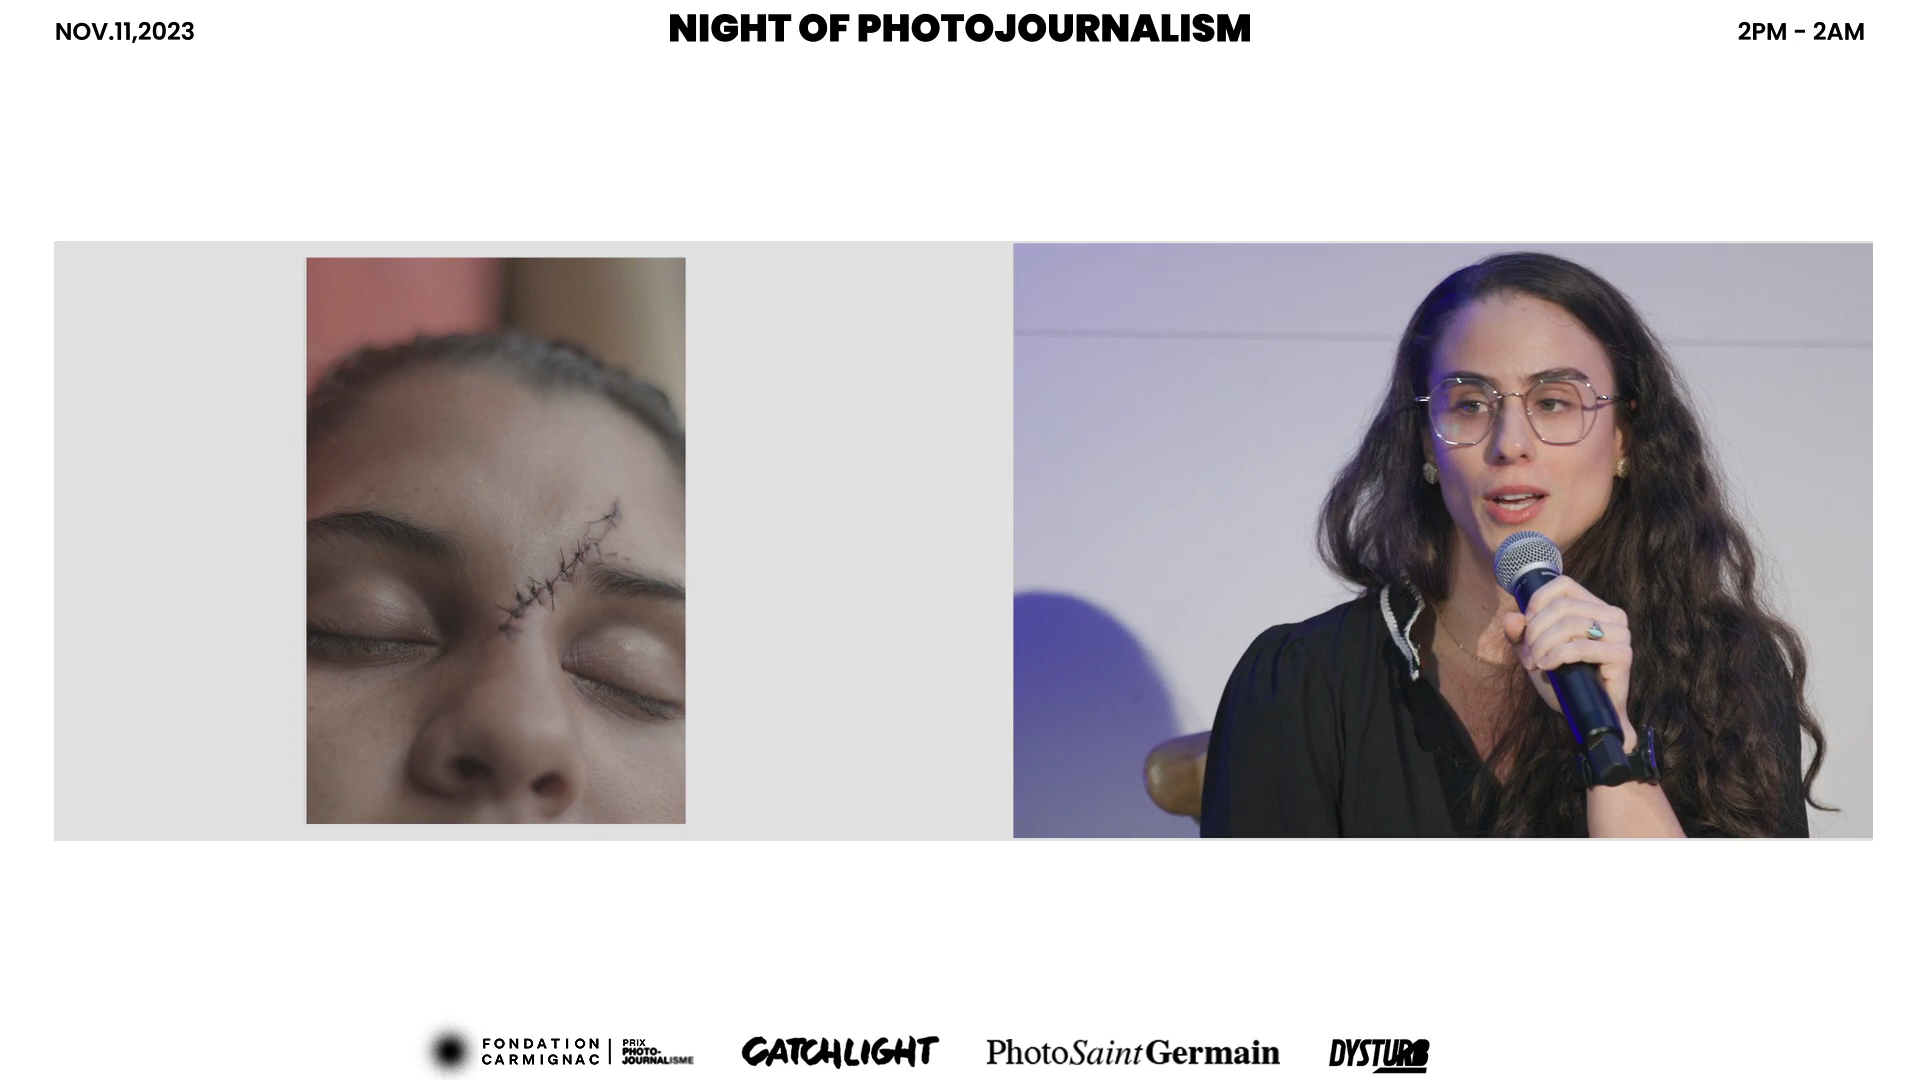 NOV.11,2023
NIGHT OF PHOTOJOURNALISM
2PM - 2AM
FONDATION
CARMIGNAC
PRIX
PHOTO-
JOURNALISME
CATCHLIGHT
PhotoSaintGermain
DYSTURB